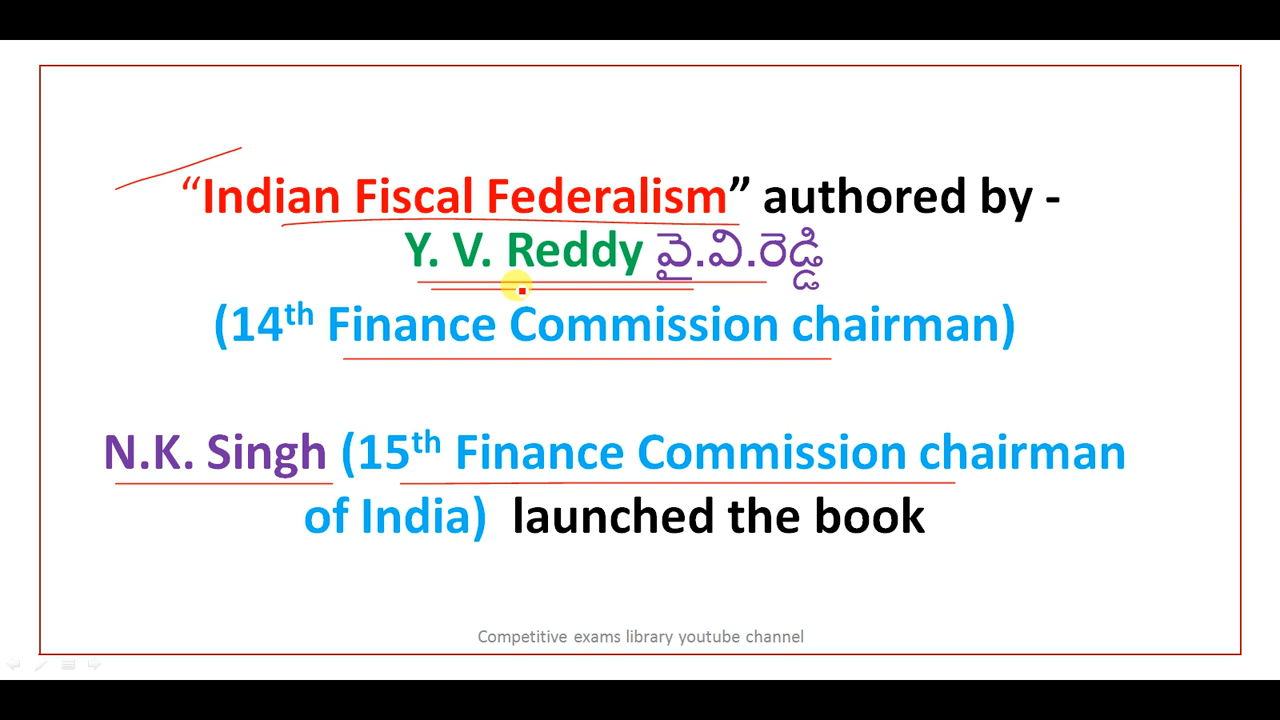 “Indian Fiscal Federalism” authored by -
Y. V. Reddy వై.వి.రెడ్డి
(14th Finance Commission chairman)
N.K. Singh (15th Finance Commission chairman
of India) launched the book
Competitive exams library youtube channel